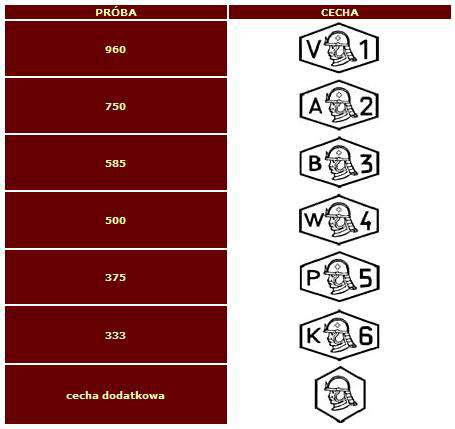 PRÓBA CECHA
960 V 1
750 A 2
585 B 3
500 W 4
375 P 5
333 K 6
cecha dodatkowa